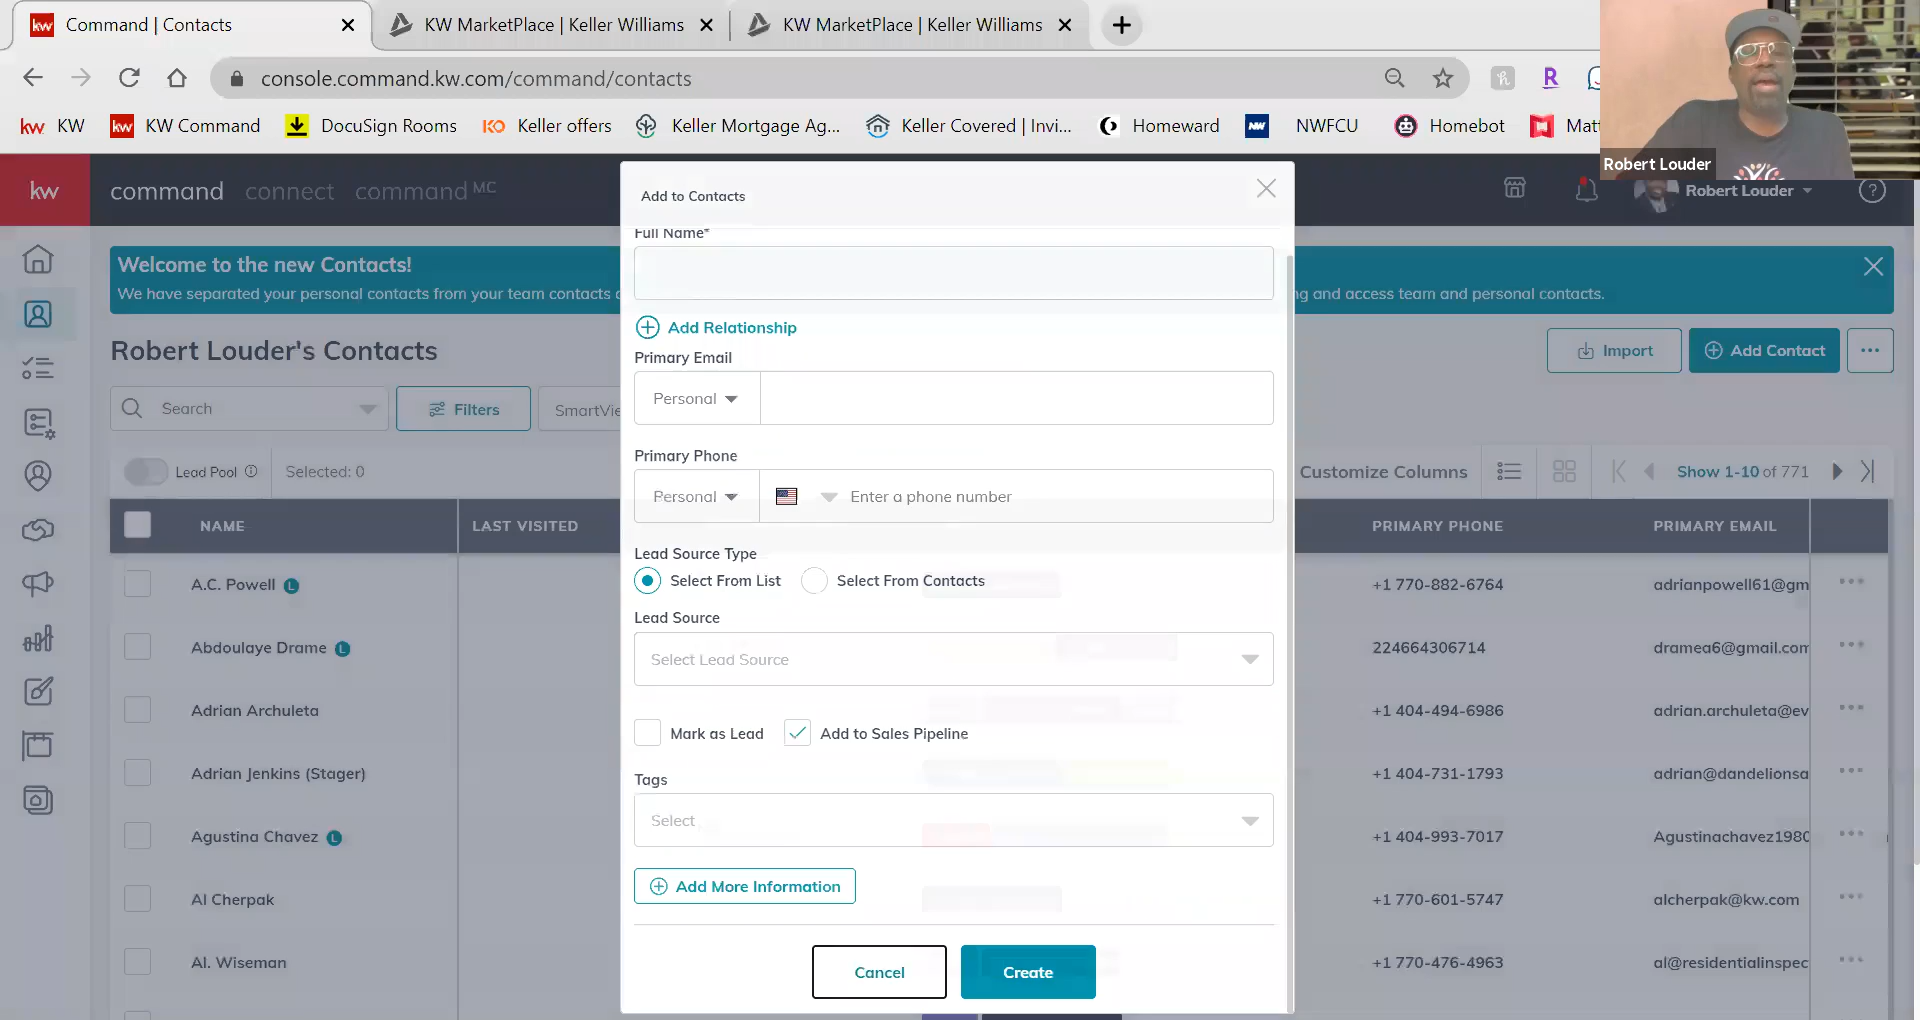 kw Command | Contacts
KW MarketPlace | Keller Williams
KW MarketPlace | Keller Williams
console.command.kw.com/command/contacts
R
kw KW
kw KW Command
DocuSign Rooms
KO Keller offers
Keller Mortgage Ag...
Keller Covered | Invi...
Homeward
NW NWFCU
Homebot
Robert Louder
kw command connect command MC
Robert Louder
?
Welcome to the new Contacts!
We have separated your personal contacts from your team contacts
and access team and personal contacts.
Robert Louder's Contacts
Import
Add Contact
...
Search
Filters
Lead Pool
Selected: 0
Customize Columns
Show 1-10 of 771
NAME
LAST VISITED
PRIMARY PHONE
PRIMARY EMAIL
A.C. Powell L
+1 770-882-6764
adrianpowell61@gm
Abdoulaye Drame L
224664306714
dramea6@gmail.com
Adrian Archuleta
+1 404-494-6986
adrian.archuleta@ev
Adrian Jenkins (Stager)
+1 404-731-1793
adrian@dandelionsa
Agustina Chavez L
+1 404-993-7017
Agustinachavez1980
Al Cherpak
+1 770-601-5747
alcherpak@kw.com
Al. Wiseman
+1 770-476-4963
al@residentialinspec
Add to Contacts
Full Name*
Add Relationship
Primary Email
Personal
Primary Phone
Personal
Enter a phone number
Lead Source Type
Select From List
Select From Contacts
Lead Source
Select Lead Source
Mark as Lead
Add to Sales Pipeline
Tags
Select
Add More Information
Cancel
Create